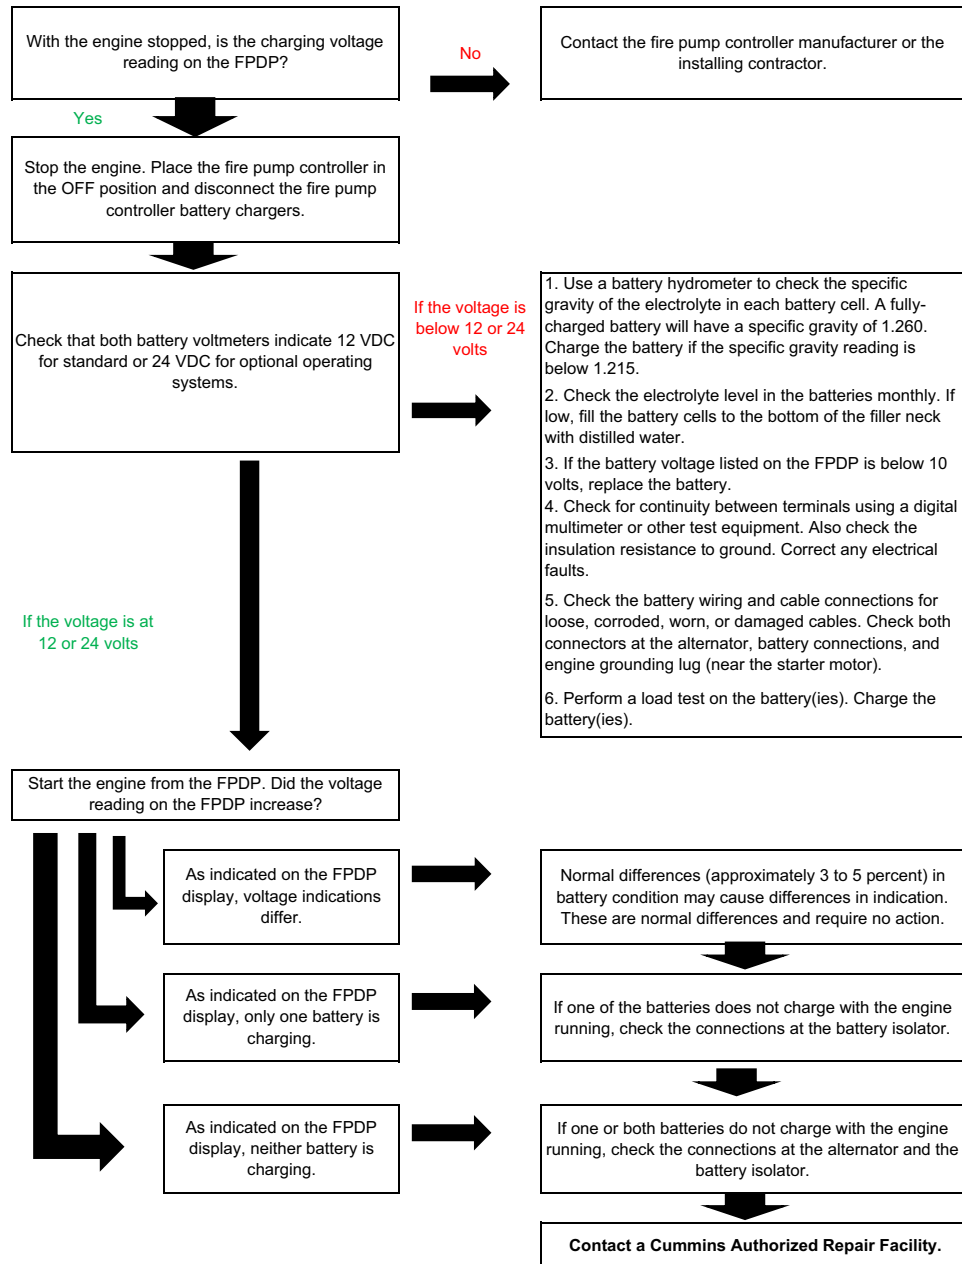 With the engine stopped, is the charging voltage
reading on the FPDP?
No
Contact the fire pump controller manufacturer or the
installing contractor.
Yes
Stop the engine. Place the fire pump controller in
the OFF position and disconnect the fire pump
controller battery chargers.
Check that both battery voltmeters indicate 12 VDC
for standard or 24 VDC for optional operating
systems.
If the voltage is
below 12 or 24
volts
1. Use a battery hydrometer to check the specific
gravity of the electrolyte in each battery cell. A fully-
charged battery will have a specific gravity of 1.260.
Charge the battery if the specific gravity reading is
below 1.215.
2. Check the electrolyte level in the batteries monthly. If
low, fill the battery cells to the bottom of the filler neck
with distilled water.
3. If the battery voltage listed on the FPDP is below 10
volts, replace the battery.
4. Check for continuity between terminals using a digital
multimeter or other test equipment. Also check the
insulation resistance to ground. Correct any electrical
faults.
5. Check the battery wiring and cable connections for
loose, corroded, worn, or damaged cables. Check both
connectors at the alternator, battery connections, and
engine grounding lug (near the starter motor).
6. Perform a load test on the battery(ies). Charge the
battery(ies).
If the voltage is at
12 or 24 volts
Start the engine from the FPDP. Did the voltage
reading on the FPDP increase?
As indicated on the FPDP
display, voltage indications
differ.
Normal differences (approximately 3 to 5 percent) in
battery condition may cause differences in indication.
These are normal differences and require no action.
As indicated on the FPDP
display, only one battery is
charging.
If one of the batteries does not charge with the engine
running, check the connections at the battery isolator.
As indicated on the FPDP
display, neither battery is
charging.
If one or both batteries do not charge with the engine
running, check the connections at the alternator and the
battery isolator.
Contact a Cummins Authorized Repair Facility.